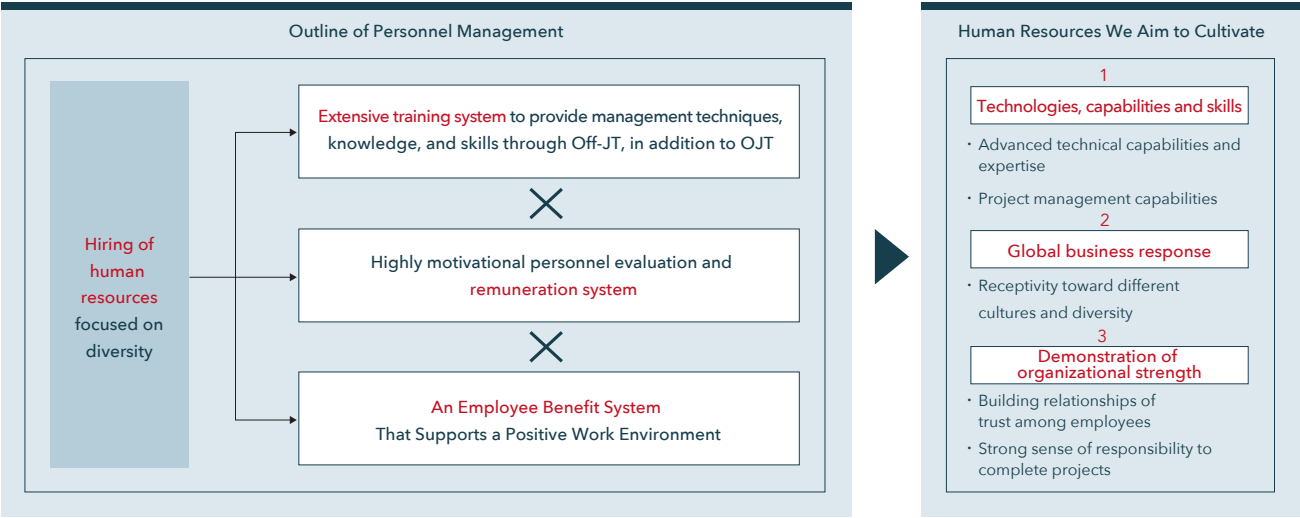 Outline of Personnel Management
Hiring of
human
resources
focused on
diversity
Extensive training system to provide management techniques,
knowledge, and skills through Off-JT, in addition to OJT
Highly motivational personnel evaluation and
remuneration system
An Employee Benefit System
That Supports a Positive Work Environment
Human Resources We Aim to Cultivate
1
Technologies, capabilities and skills
・Advanced technical capabilities and
expertise
・Project management capabilities
2
Global business response
・Receptivity toward different
cultures and diversity
3
Demonstration of
organizational strength
・Building relationships of
trust among employees
・Strong sense of responsibility to
complete projects